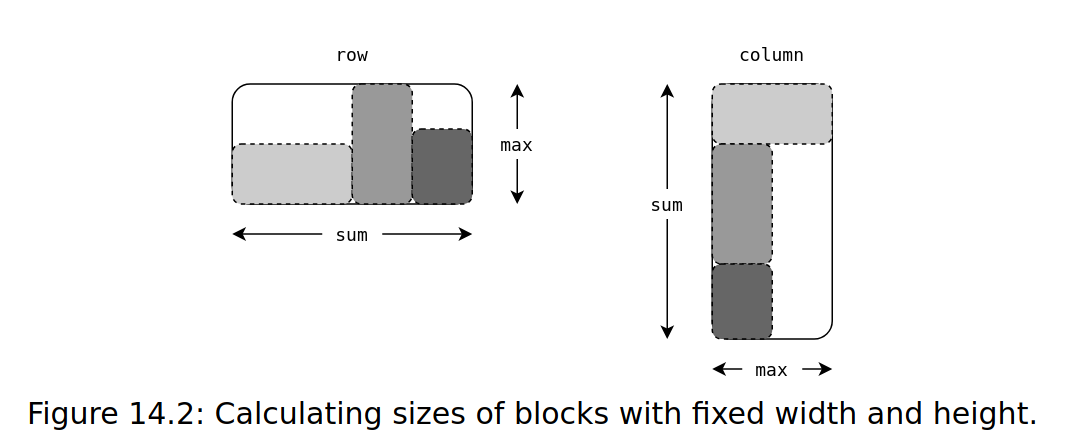 row
column
max
sum
sum
max
Figure 14.2: Calculating sizes of blocks with fixed width and height.